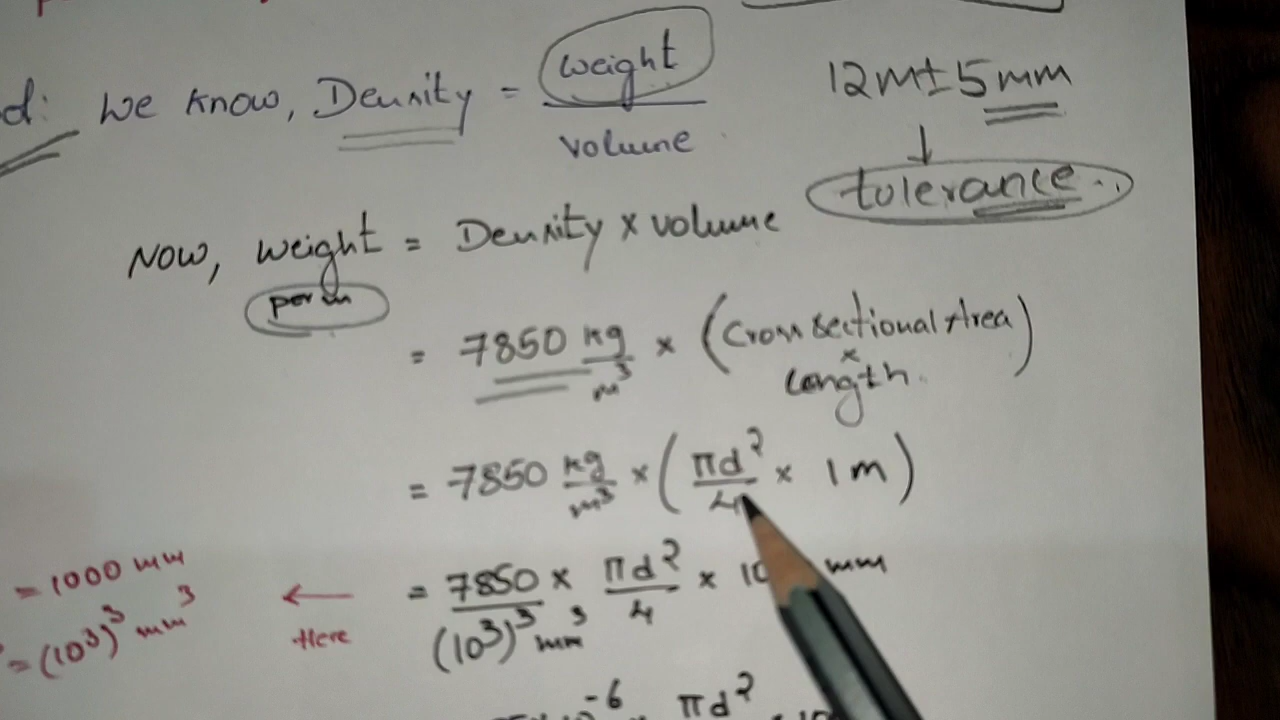 d: We know, Density = weight / volume
12m±5mm
↓
tolerance..
Now, weight = Density x volume
per m
= 7850 kg/m³ x (Cross sectional Area x Length.)
= 7850 kg/m³ x (πd²/4 x 1m)
= 1000 mm
= (10³)³ mm³
← Here
= 7850/(10³)³ mm³ x πd²/4 x 10 mm
-6 πd²